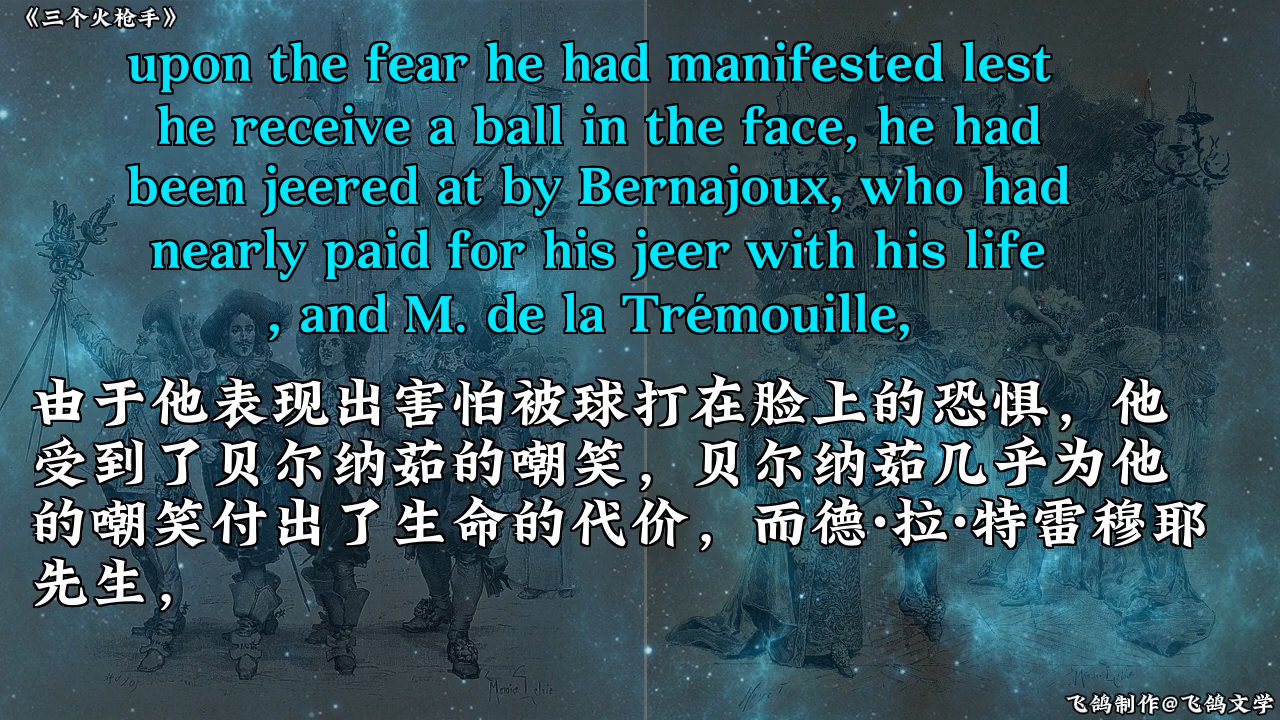 《三个火枪手》
upon the fear he had manifested lest
he receive a ball in the face, he had
been jeered at by Bernajoux, who had
nearly paid for his jeer with his life
, and M. de la Trémouille,
由于他表现出害怕被球打在脸上的恐惧，他
受到了贝尔纳茹的嘲笑，贝尔纳茹几乎为他
的嘲笑付出了生命的代价，而德·拉·特雷穆耶
先生，
飞鸽制作@飞鸽文学